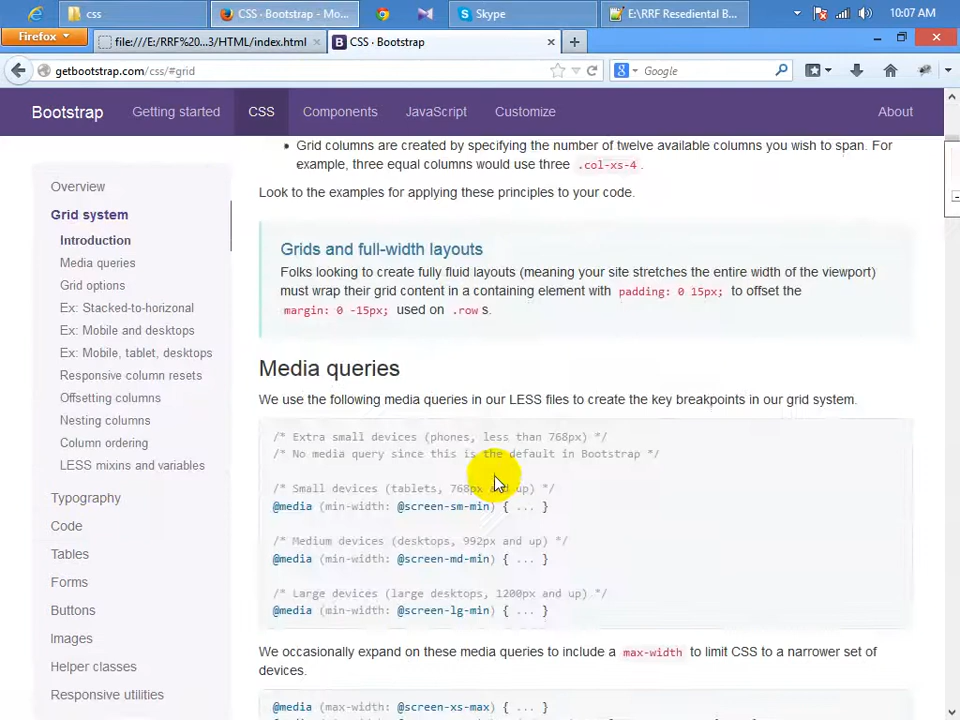 css
CSS · Bootstrap - Mo...
Skype
E:\RRF Resediental B...
10:07 AM
Firefox
file:///E:/RRF%20...3/HTML/index.html
CSS · Bootstrap
getbootstrap.com/css/#grid
Google
Bootstrap
Getting started
CSS
Components
JavaScript
Customize
About
Overview
Grid system
Introduction
Media queries
Grid options
Ex: Stacked-to-horizonal
Ex: Mobile and desktops
Ex: Mobile, tablet, desktops
Responsive column resets
Offsetting columns
Nesting columns
Column ordering
LESS mixins and variables
Typography
Code
Tables
Forms
Buttons
Images
Helper classes
Responsive utilities
Grid columns are created by specifying the number of twelve available columns you wish to span. For
example, three equal columns would use three .col-xs-4.
Look to the examples for applying these principles to your code.
Grids and full-width layouts
Folks looking to create fully fluid layouts (meaning your site stretches the entire width of the viewport)
must wrap their grid content in a containing element with padding: 0 15px; to offset the
margin: 0 -15px; used on .row s.
Media queries
We use the following media queries in our LESS files to create the key breakpoints in our grid system.
/* Extra small devices (phones, less than 768px) */
/* No media query since this is the default in Bootstrap */
/* Small devices (tablets, 768px and up) */
@media (min-width: @screen-sm-min) { ... }
/* Medium devices (desktops, 992px and up) */
@media (min-width: @screen-md-min) { ... }
/* Large devices (large desktops, 1200px and up) */
@media (min-width: @screen-lg-min) { ... }
We occasionally expand on these media queries to include a max-width to limit CSS to a narrower set of
devices.
@media (max-width: @screen-xs-max) { ... }